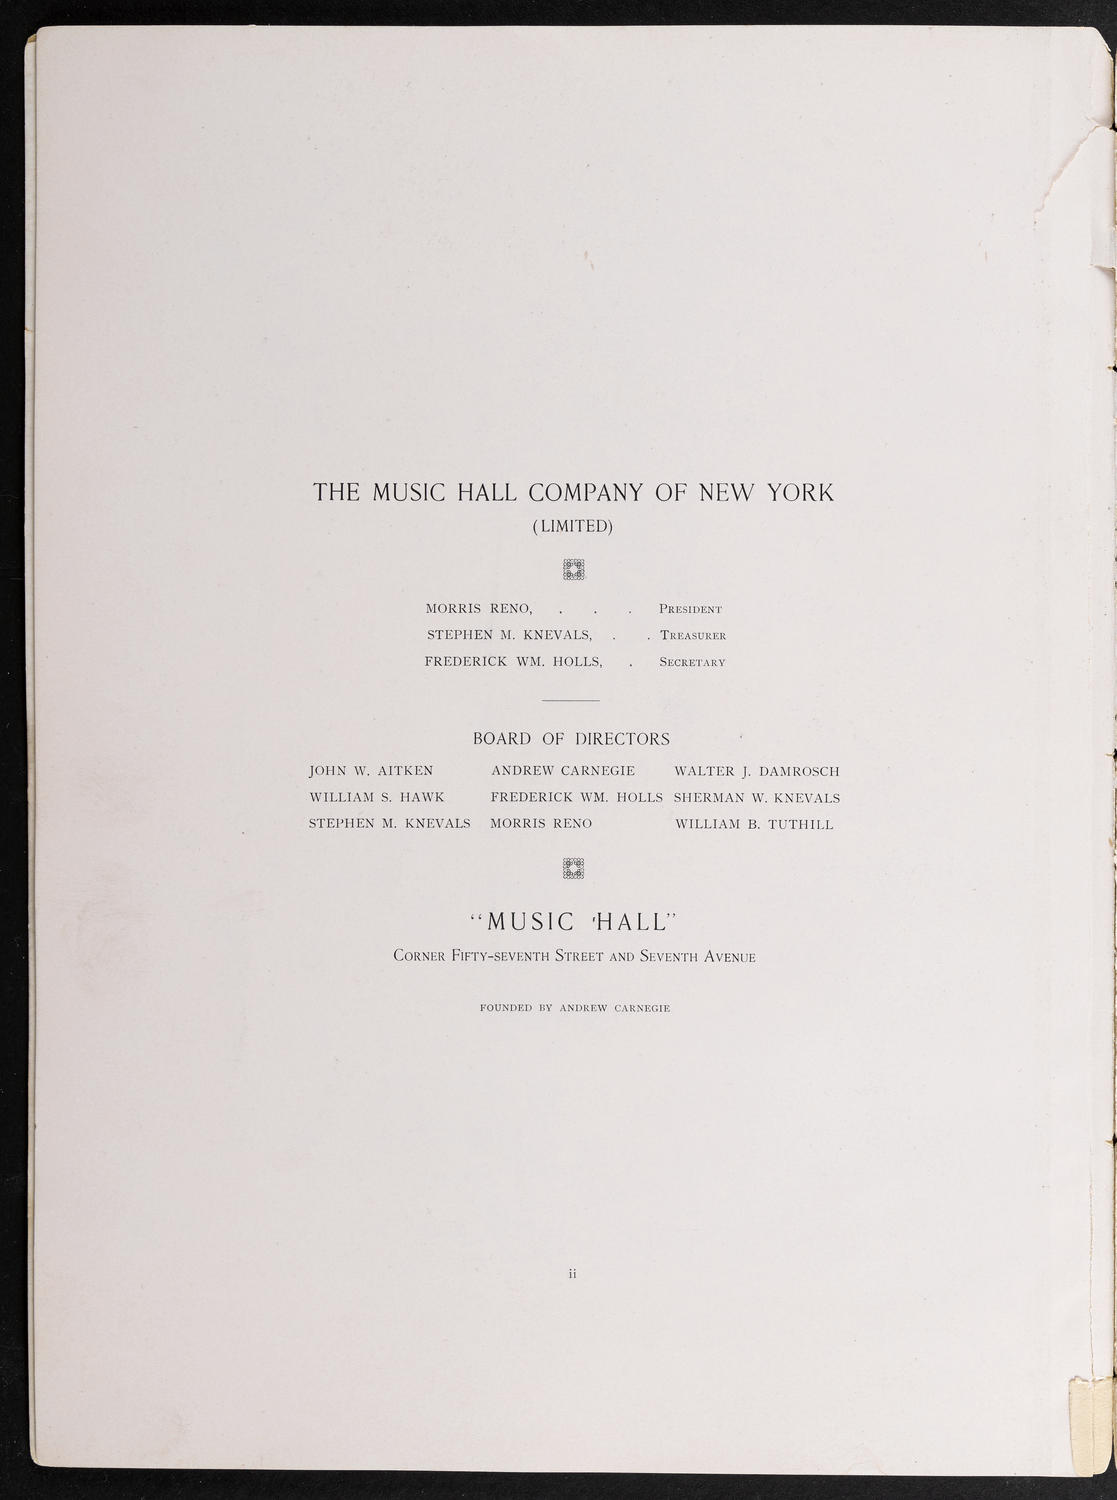 THE MUSIC HALL COMPANY OF NEW YORK
(LIMITED)
MORRIS RENO, . . . PRESIDENT
STEPHEN M. KNEVALS, . . TREASURER
FREDERICK WM. HOLLS, . SECRETARY
BOARD OF DIRECTORS
JOHN W. AITKEN ANDREW CARNEGIE WALTER J. DAMROSCH
WILLIAM S. HAWK FREDERICK WM. HOLLS SHERMAN W. KNEVALS
STEPHEN M. KNEVALS MORRIS RENO WILLIAM B. TUTHILL
“MUSIC HALL”
CORNER FIFTY-SEVENTH STREET AND SEVENTH AVENUE
FOUNDED BY ANDREW CARNEGIE
ii